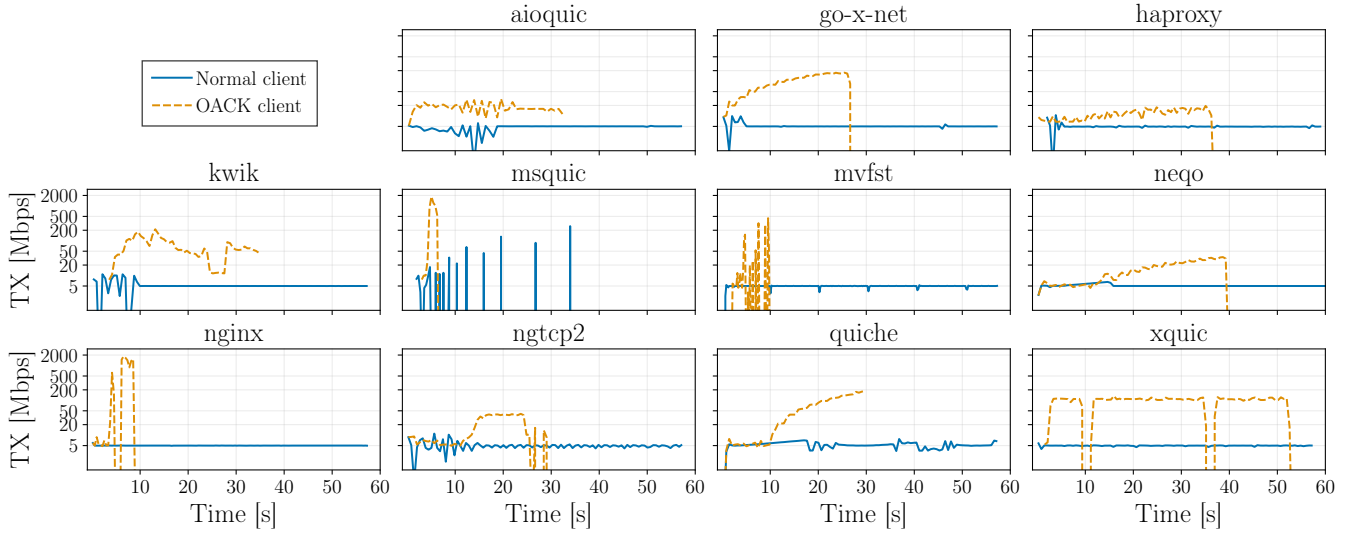 aioquic
go-x-net
haproxy
Normal client
OACK client
kwik
msquic
mvfst
neqo
TX [Mbps]
2000
500
200
50
20
5
nginx
ngtcp2
quiche
xquic
TX [Mbps]
2000
500
200
50
20
5
10 20 30 40 50 60
10 20 30 40 50 60
10 20 30 40 50 60
10 20 30 40 50 60
Time [s]
Time [s]
Time [s]
Time [s]